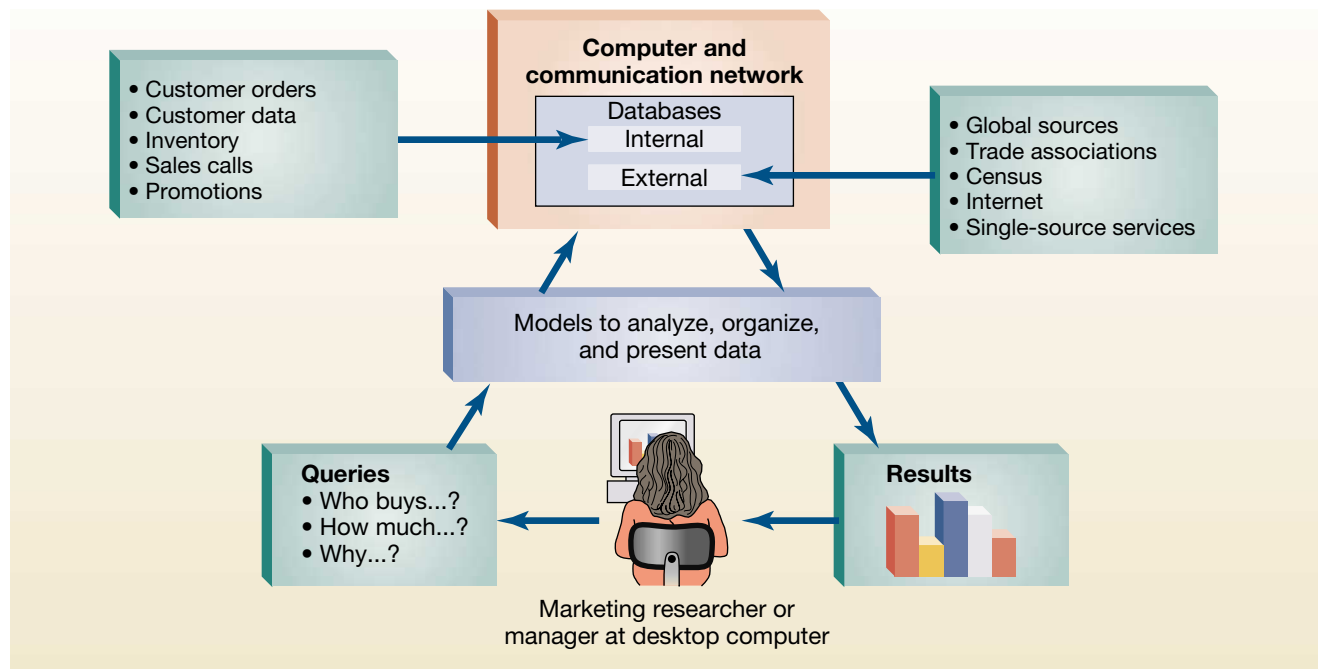 Computer and
communication network
Databases
Internal
External
• Customer orders
• Customer data
• Inventory
• Sales calls
• Promotions
• Global sources
• Trade associations
• Census
• Internet
• Single-source services
Models to analyze, organize,
and present data
Queries
• Who buys...?
• How much...?
• Why...?
Results
Marketing researcher or
manager at desktop computer